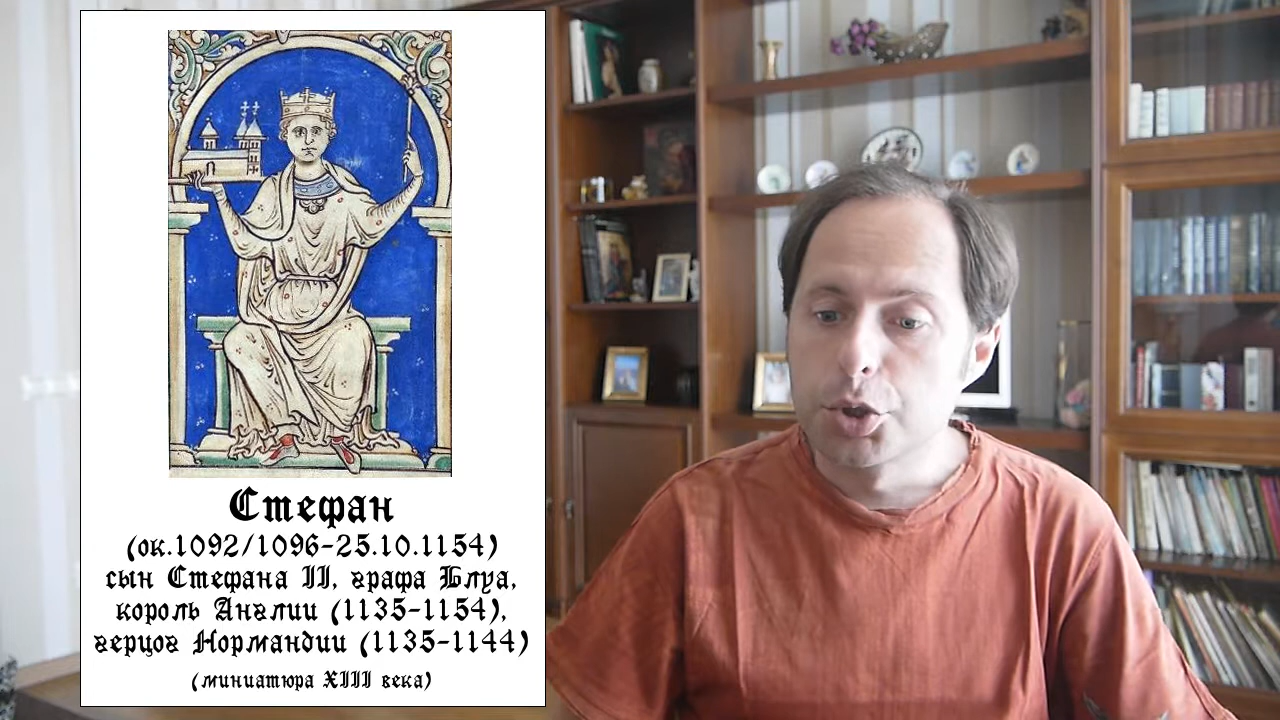 Стефан
(ок.1092/1096-25.10.1154)
сын Стефана II, графа Блуа,
король Англии (1135-1154),
герцог Нормандии (1135-1144)
(миниатюра XIII века)